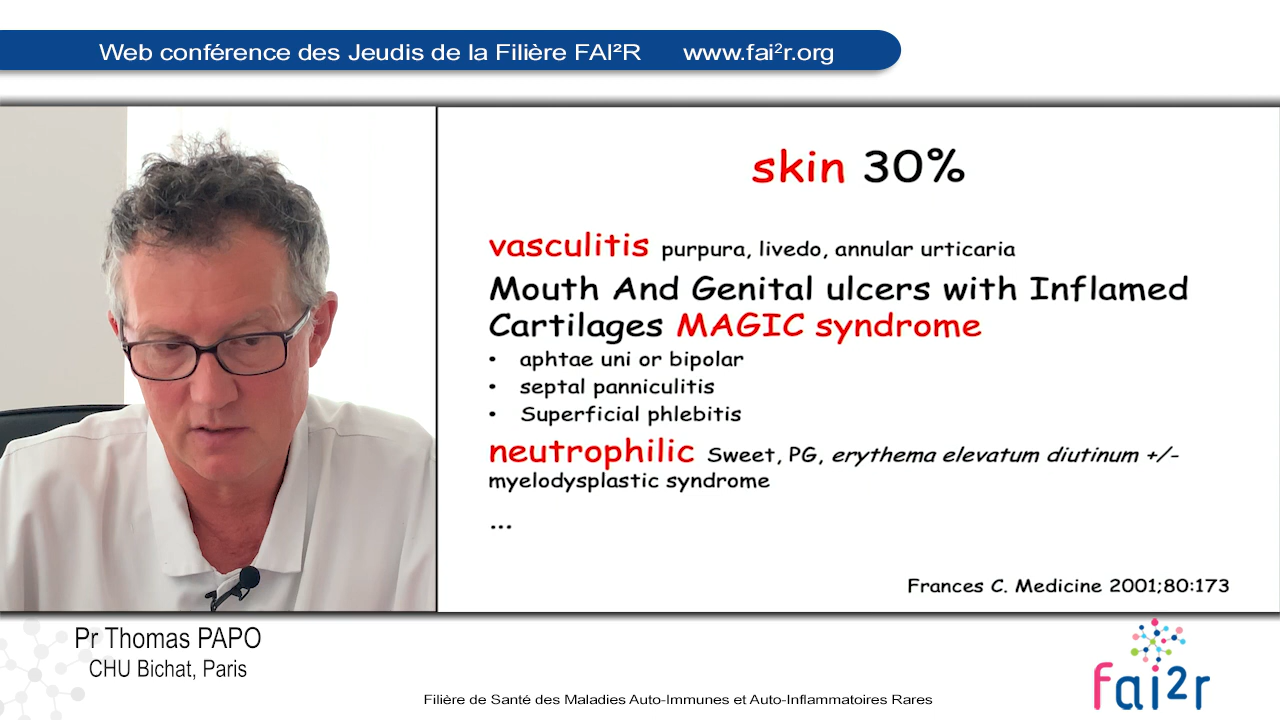 Web conférence des Jeudis de la Filière FAI²R www.fai²r.org
skin 30%
vasculitis purpura, livedo, annular urticaria
Mouth And Genital ulcers with Inflamed
Cartilages MAGIC syndrome
• aphtae uni or bipolar
• septal panniculitis
• Superficial phlebitis
neutrophilic Sweet, PG, erythema elevatum diutinum +/-
myelodysplastic syndrome
...
Frances C. Medicine 2001;80:173
Pr Thomas PAPO
CHU Bichat, Paris
Filière de Santé des Maladies Auto-Immunes et Auto-Inflammatoires Rares
fai2r